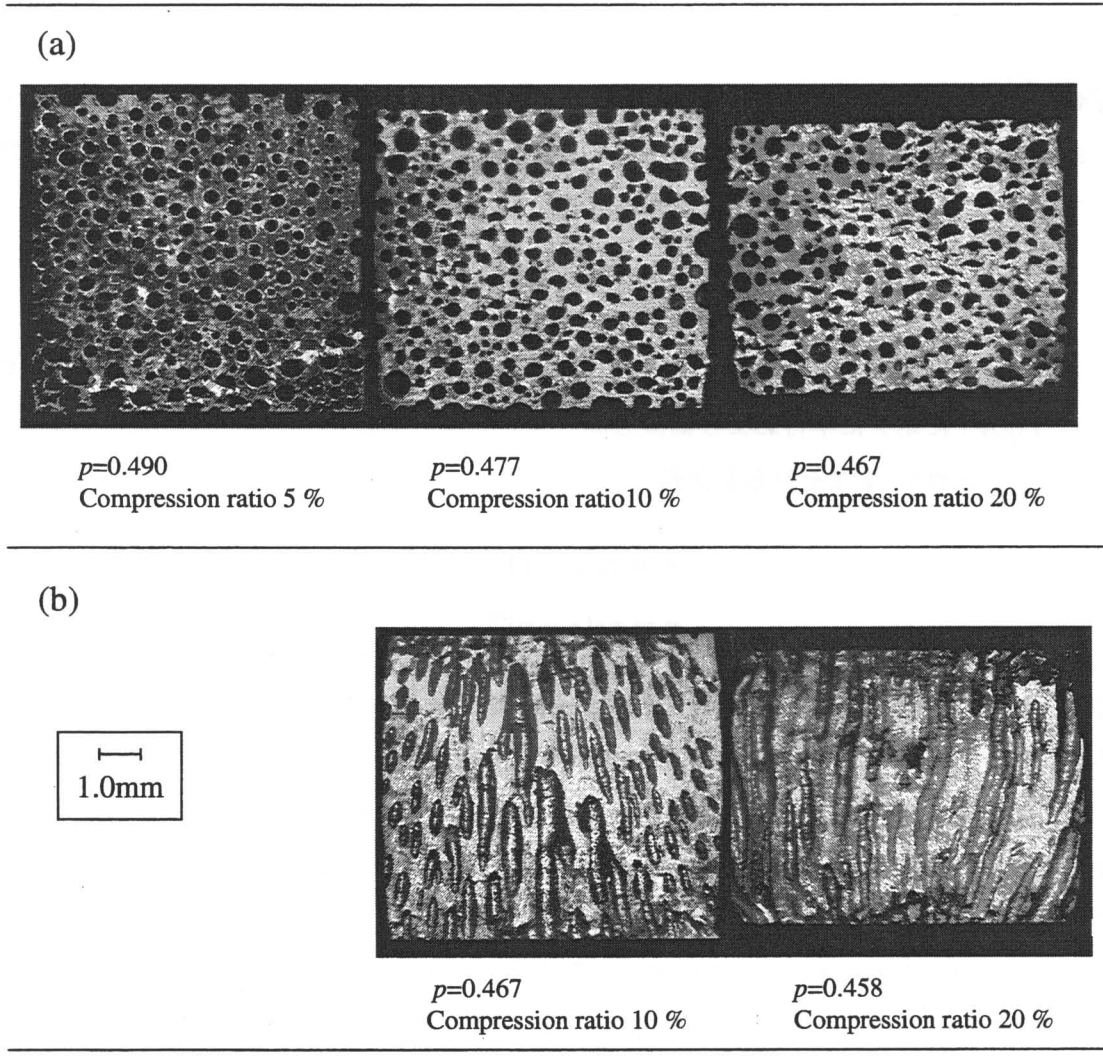 (a)
p=0.490
Compression ratio 5 %
p=0.477
Compression ratio10 %
p=0.467
Compression ratio 20 %
(b)
1.0mm
p=0.467
Compression ratio 10 %
p=0.458
Compression ratio 20 %